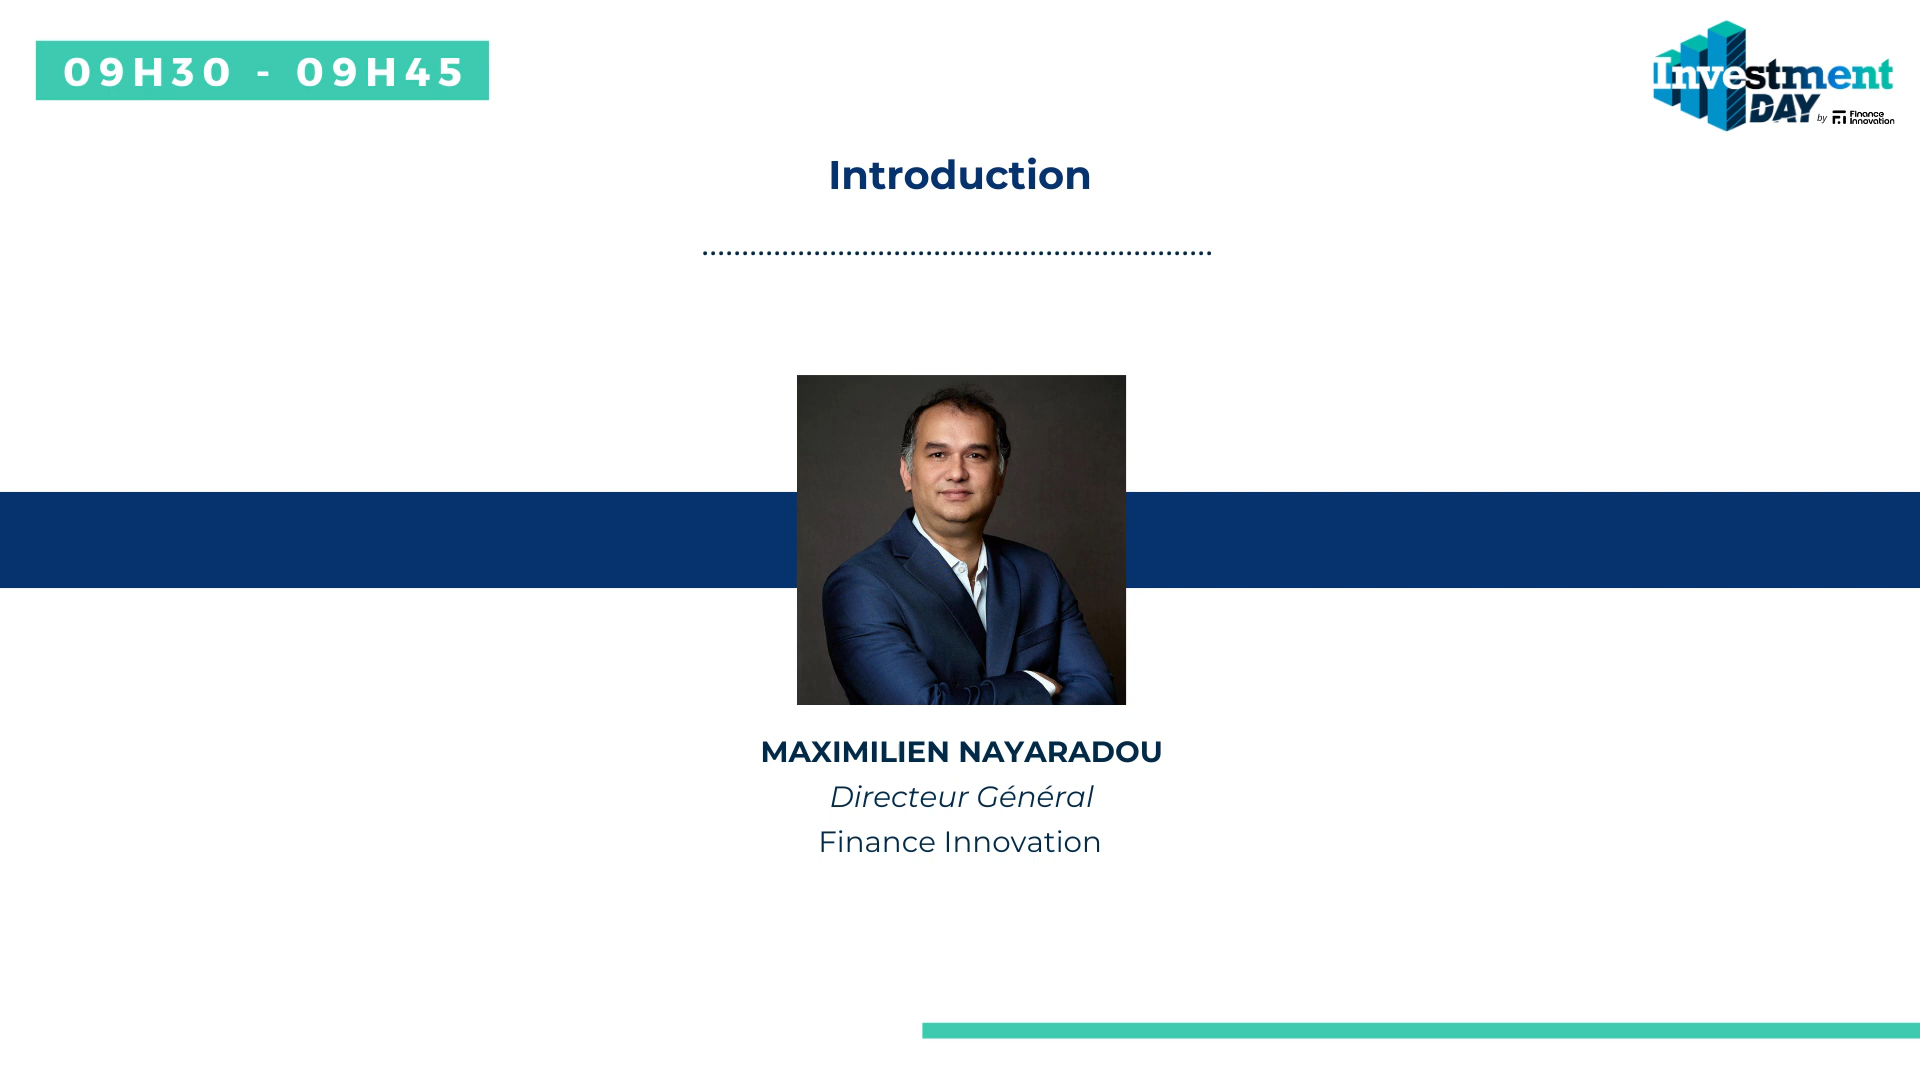 09H30 - 09H45
Investment
DAY by Finance
Innovation
Introduction
MAXIMILIEN NAYARADOU
Directeur Général
Finance Innovation